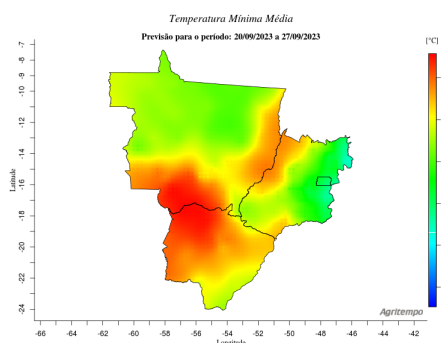 Temperatura Mínima Média
Previsão para o período: 20/09/2023 a 27/09/2023
[°C]
-7
-8
-9
-10
-12
-14
-16
-18
-20
-22
-24
Latitude
Agritempo
-66 -64 -62 -60 -58 -56 -54 -52 -50 -48 -46 -44 -42
Longitude